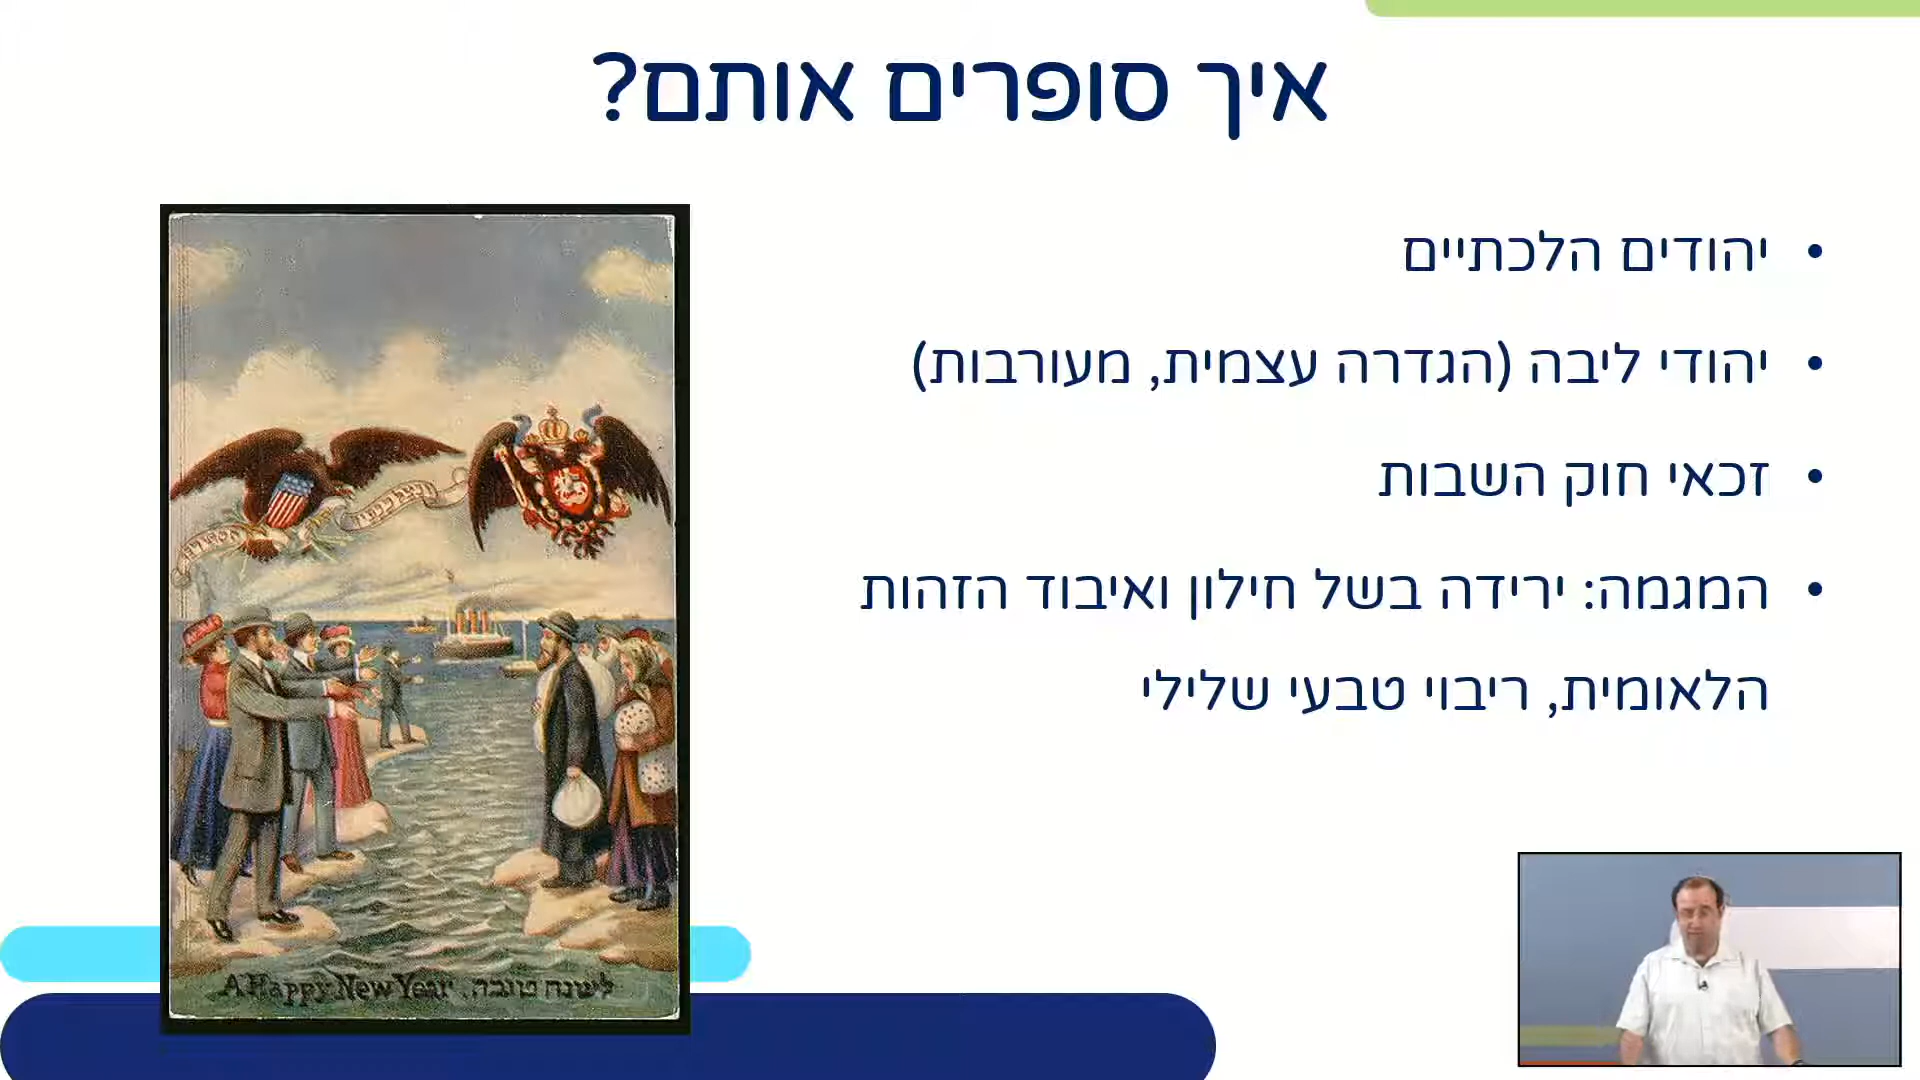 איך סופרים אותם?
יהודים הלכתיים
יהודי ליבה (הגדרה עצמית, מעורבות)
זכאי חוק השבות
המגמה: ירידה בשל חילון ואיבוד הזהות
הלאומית, ריבוי טבעי שלילי
A Happy New Year. לשנה טובה